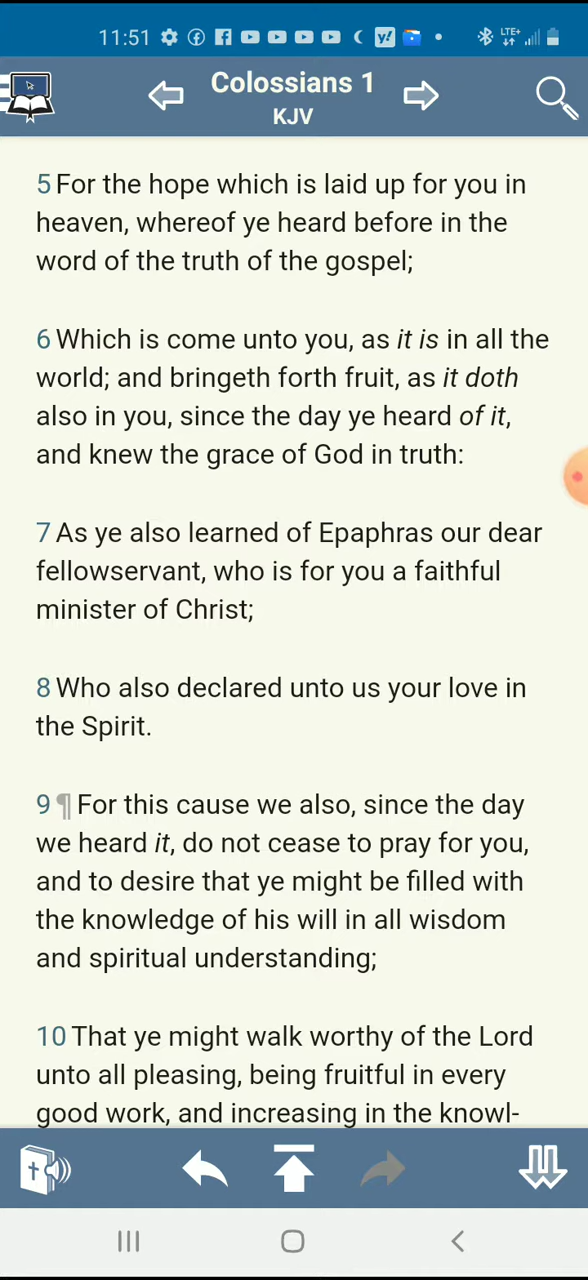 11:51
LTE+
Colossians 1
KJV
5 For the hope which is laid up for you in
heaven, whereof ye heard before in the
word of the truth of the gospel;
6 Which is come unto you, as it is in all the
world; and bringeth forth fruit, as it doth
also in you, since the day ye heard of it,
and knew the grace of God in truth:
7 As ye also learned of Epaphras our dear
fellowservant, who is for you a faithful
minister of Christ;
8 Who also declared unto us your love in
the Spirit.
9 ¶ For this cause we also, since the day
we heard it, do not cease to pray for you,
and to desire that ye might be filled with
the knowledge of his will in all wisdom
and spiritual understanding;
10 That ye might walk worthy of the Lord
unto all pleasing, being fruitful in every
good work, and increasing in the knowl-